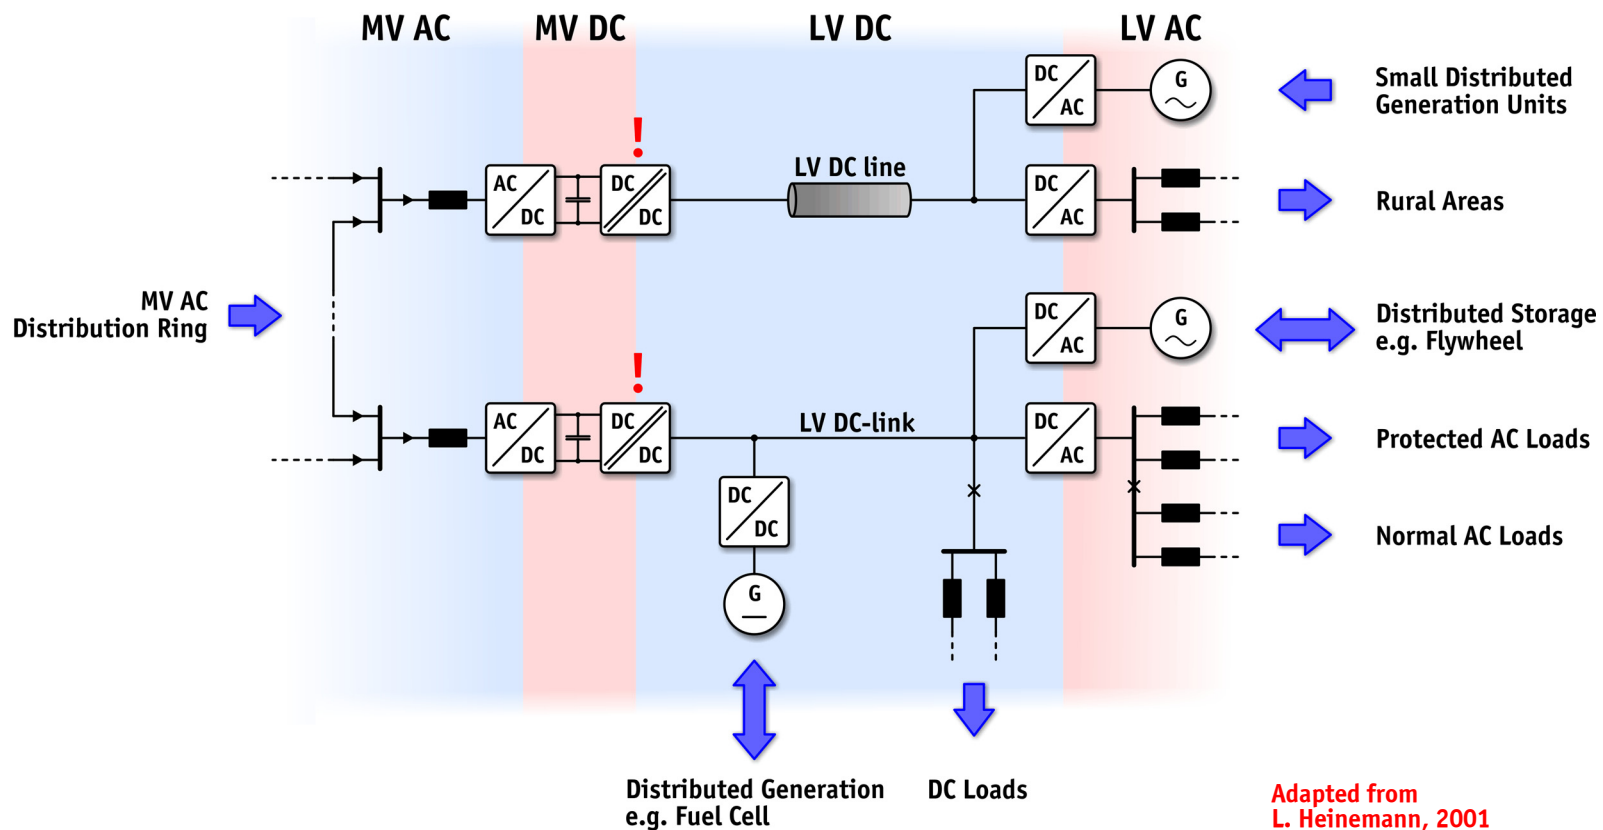 MV AC
MV DC
LV DC
LV AC
DC
AC
G
Small Distributed
Generation Units
!
LV DC line
AC
DC
DC
DC
DC
AC
Rural Areas
MV AC
Distribution Ring
DC
AC
G
Distributed Storage
e.g. Flywheel
!
AC
DC
DC
DC
LV DC-link
DC
AC
Protected AC Loads
DC
DC
Normal AC Loads
G
Distributed Generation
e.g. Fuel Cell
DC Loads
Adapted from
L. Heinemann, 2001